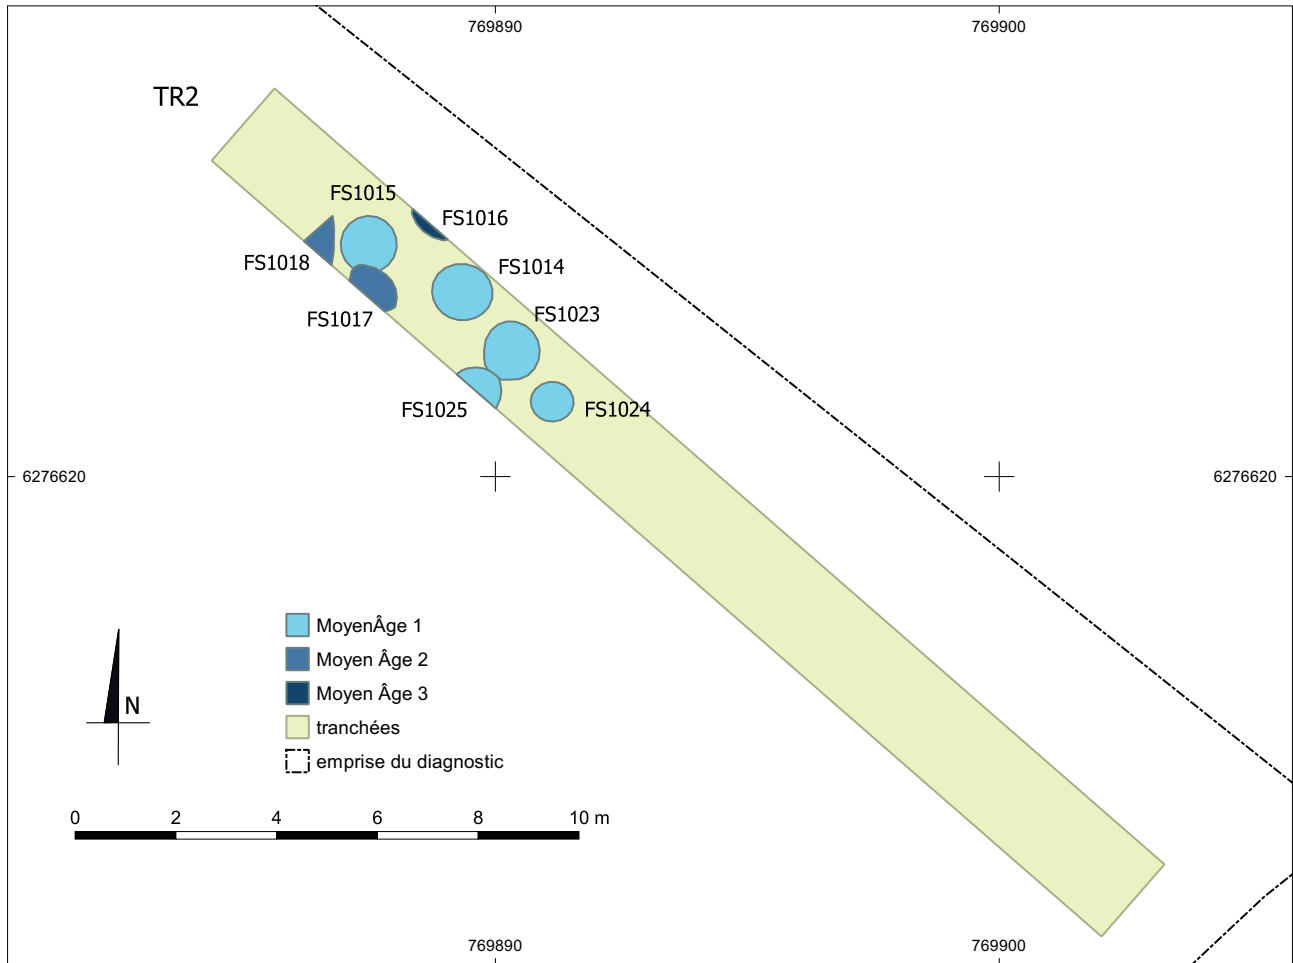 769890
769900
TR2
FS1015
FS1016
FS1018
FS1014
FS1017
FS1023
FS1025
FS1024
6276620
6276620
MoyenÂge 1
Moyen Âge 2
Moyen Âge 3
tranchées
emprise du diagnostic
N
0 2 4 6 8 10 m
769890
769900